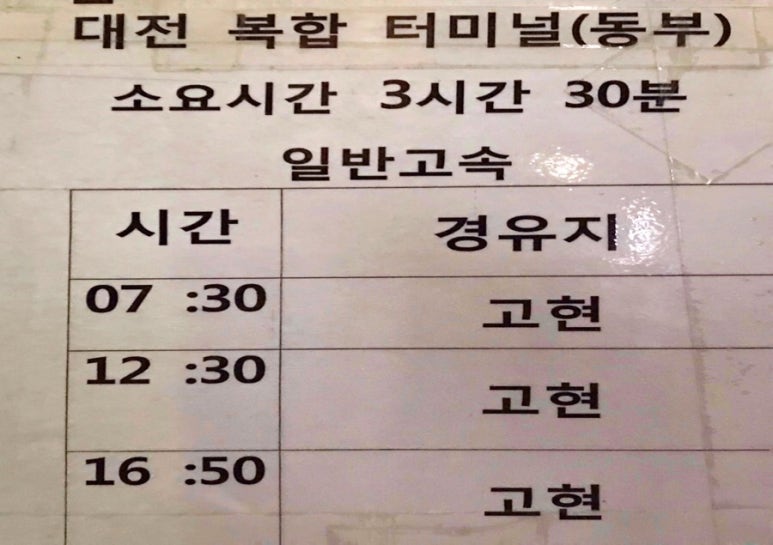 대전 복합 터미널(동부)
소요시간 3시간 30분
일반고속
시간 경유지
07 :30 고현
12 :30 고현
16 :50 고현